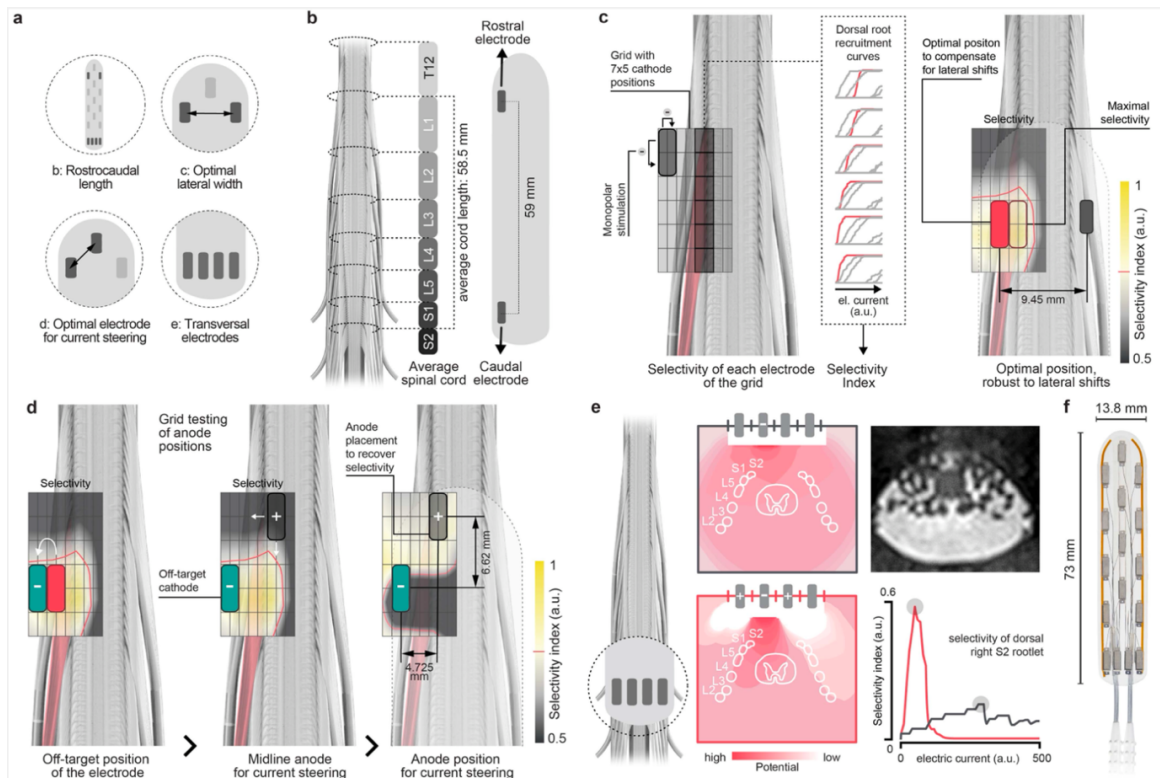 a
b: Rostrocaudal
length
c: Optimal
lateral width
d: Optimal electrode
for current steering
e: Transversal
electrodes
b
T12
L1
L2
L3
L4
L5
S1
S2
Average
spinal cord
average cord length: 58.5 mm
Rostral
electrode
59 mm
Caudal
electrode
c
Grid with
7x5 cathode
positions
Monopolar
stimulation
Selectivity of each electrode
of the grid
Dorsal root
recruitment
curves
el. current
(a.u.)
Selectivity
Index
Optimal positon
to compensate
for lateral shifts
Maximal
selectivity
Selectivity
9.45 mm
Optimal position,
robust to lateral shifts
1
0.5
Selectivity index (a.u.)
d
Grid testing
of anode
positions
Selectivity
-
Off-target position
of the electrode
Off-target
cathode
Selectivity
+
-
Midline anode
for current steering
Anode
placement to
recover
selectivity
+
-
6.62 mm
4.725
mm
Anode position
for current steering
1
0.5
Selectivity index (a.u.)
e
-
S1 S2
L5
L4
L3
L2
+ - +
S1 S2
L5
L4
L3
L2
high low
Potential
0.6
0
Selectivity index (a.u.)
selectivity of dorsal
right S2 rootlet
0 electric current (a.u.) 500
f
13.8 mm
73 mm